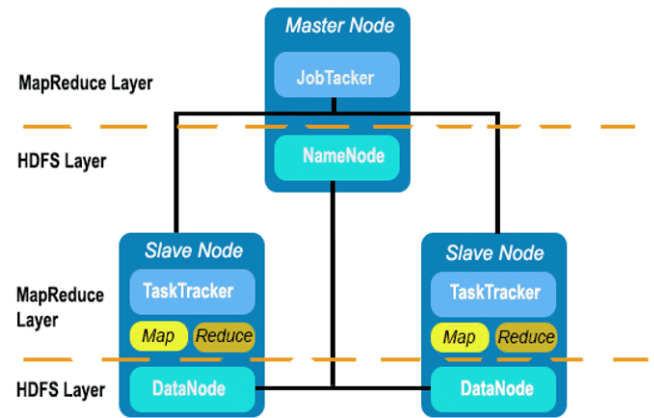 Master Node
JobTacker
MapReduce Layer
HDFS Layer
NameNode
Slave Node
Slave Node
TaskTracker
TaskTracker
MapReduce
Layer
Map
Reduce
Map
Reduce
HDFS Layer
DataNode
DataNode